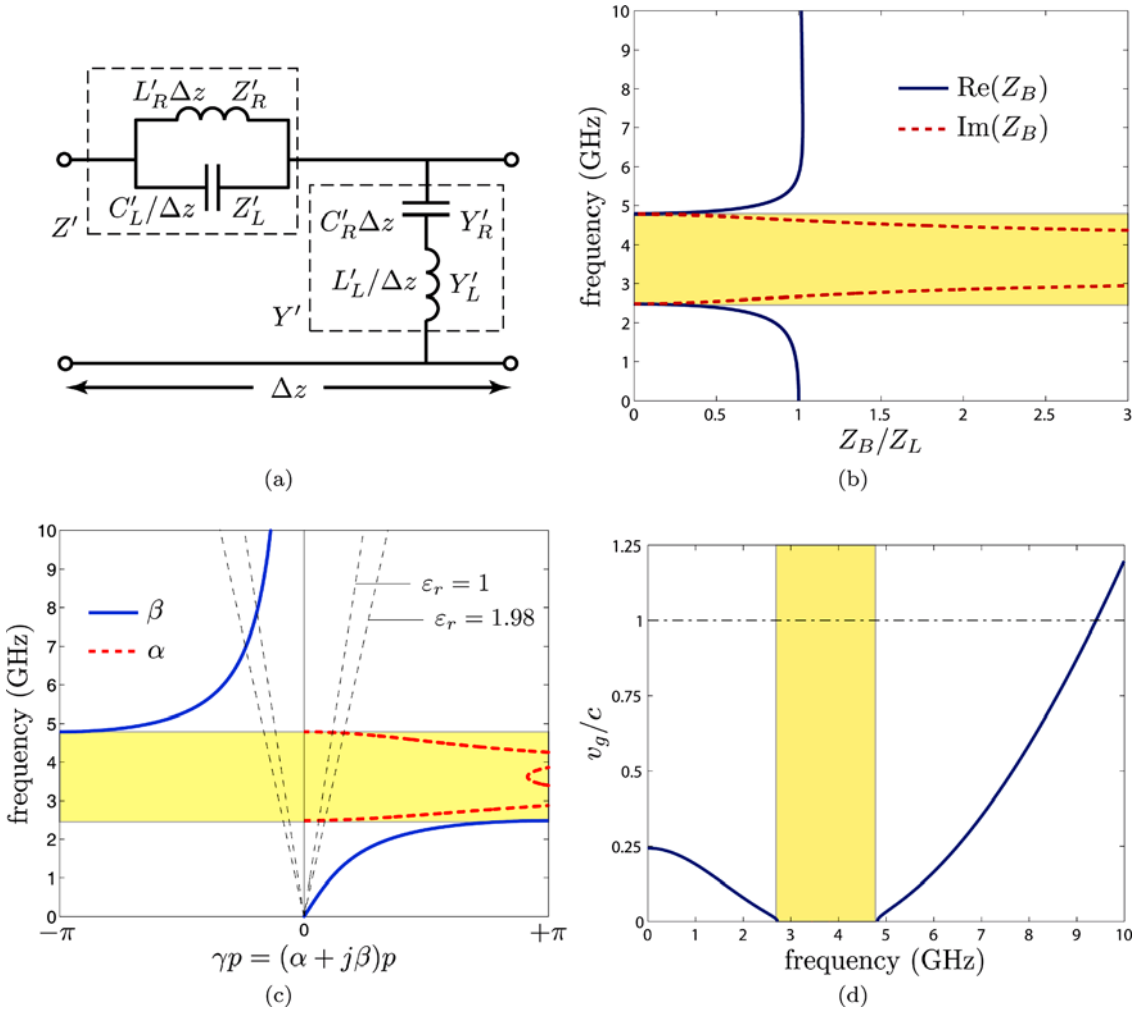 L′_R Δz Z′_R
C′_L/Δz Z′_L
Z′
C′_R Δz Y′_R
L′_L/Δz Y′_L
Y′
Δz
(a)
10
9
8
7
6
5
4
3
2
1
0
frequency (GHz)
Re(Z_B)
Im(Z_B)
0 0.5 1 1.5 2 2.5 3
Z_B/Z_L
(b)
10
9
8
7
6
5
4
3
2
1
0
frequency (GHz)
β
α
ε_r = 1
ε_r = 1.98
−π 0 +π
γp = (α + jβ)p
(c)
1.25
1
0.75
0.5
0.25
0
v_g/c
0 1 2 3 4 5 6 7 8 9 10
frequency (GHz)
(d)